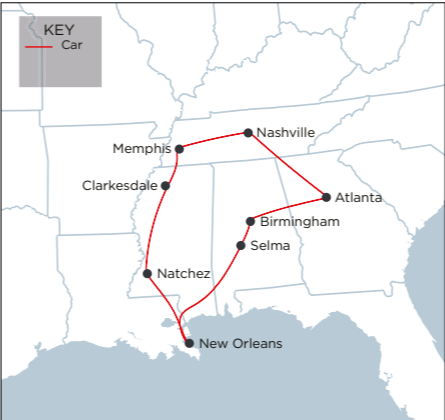 KEY
Car
Nashville
Memphis
Clarkesdale
Atlanta
Birmingham
Selma
Natchez
New Orleans